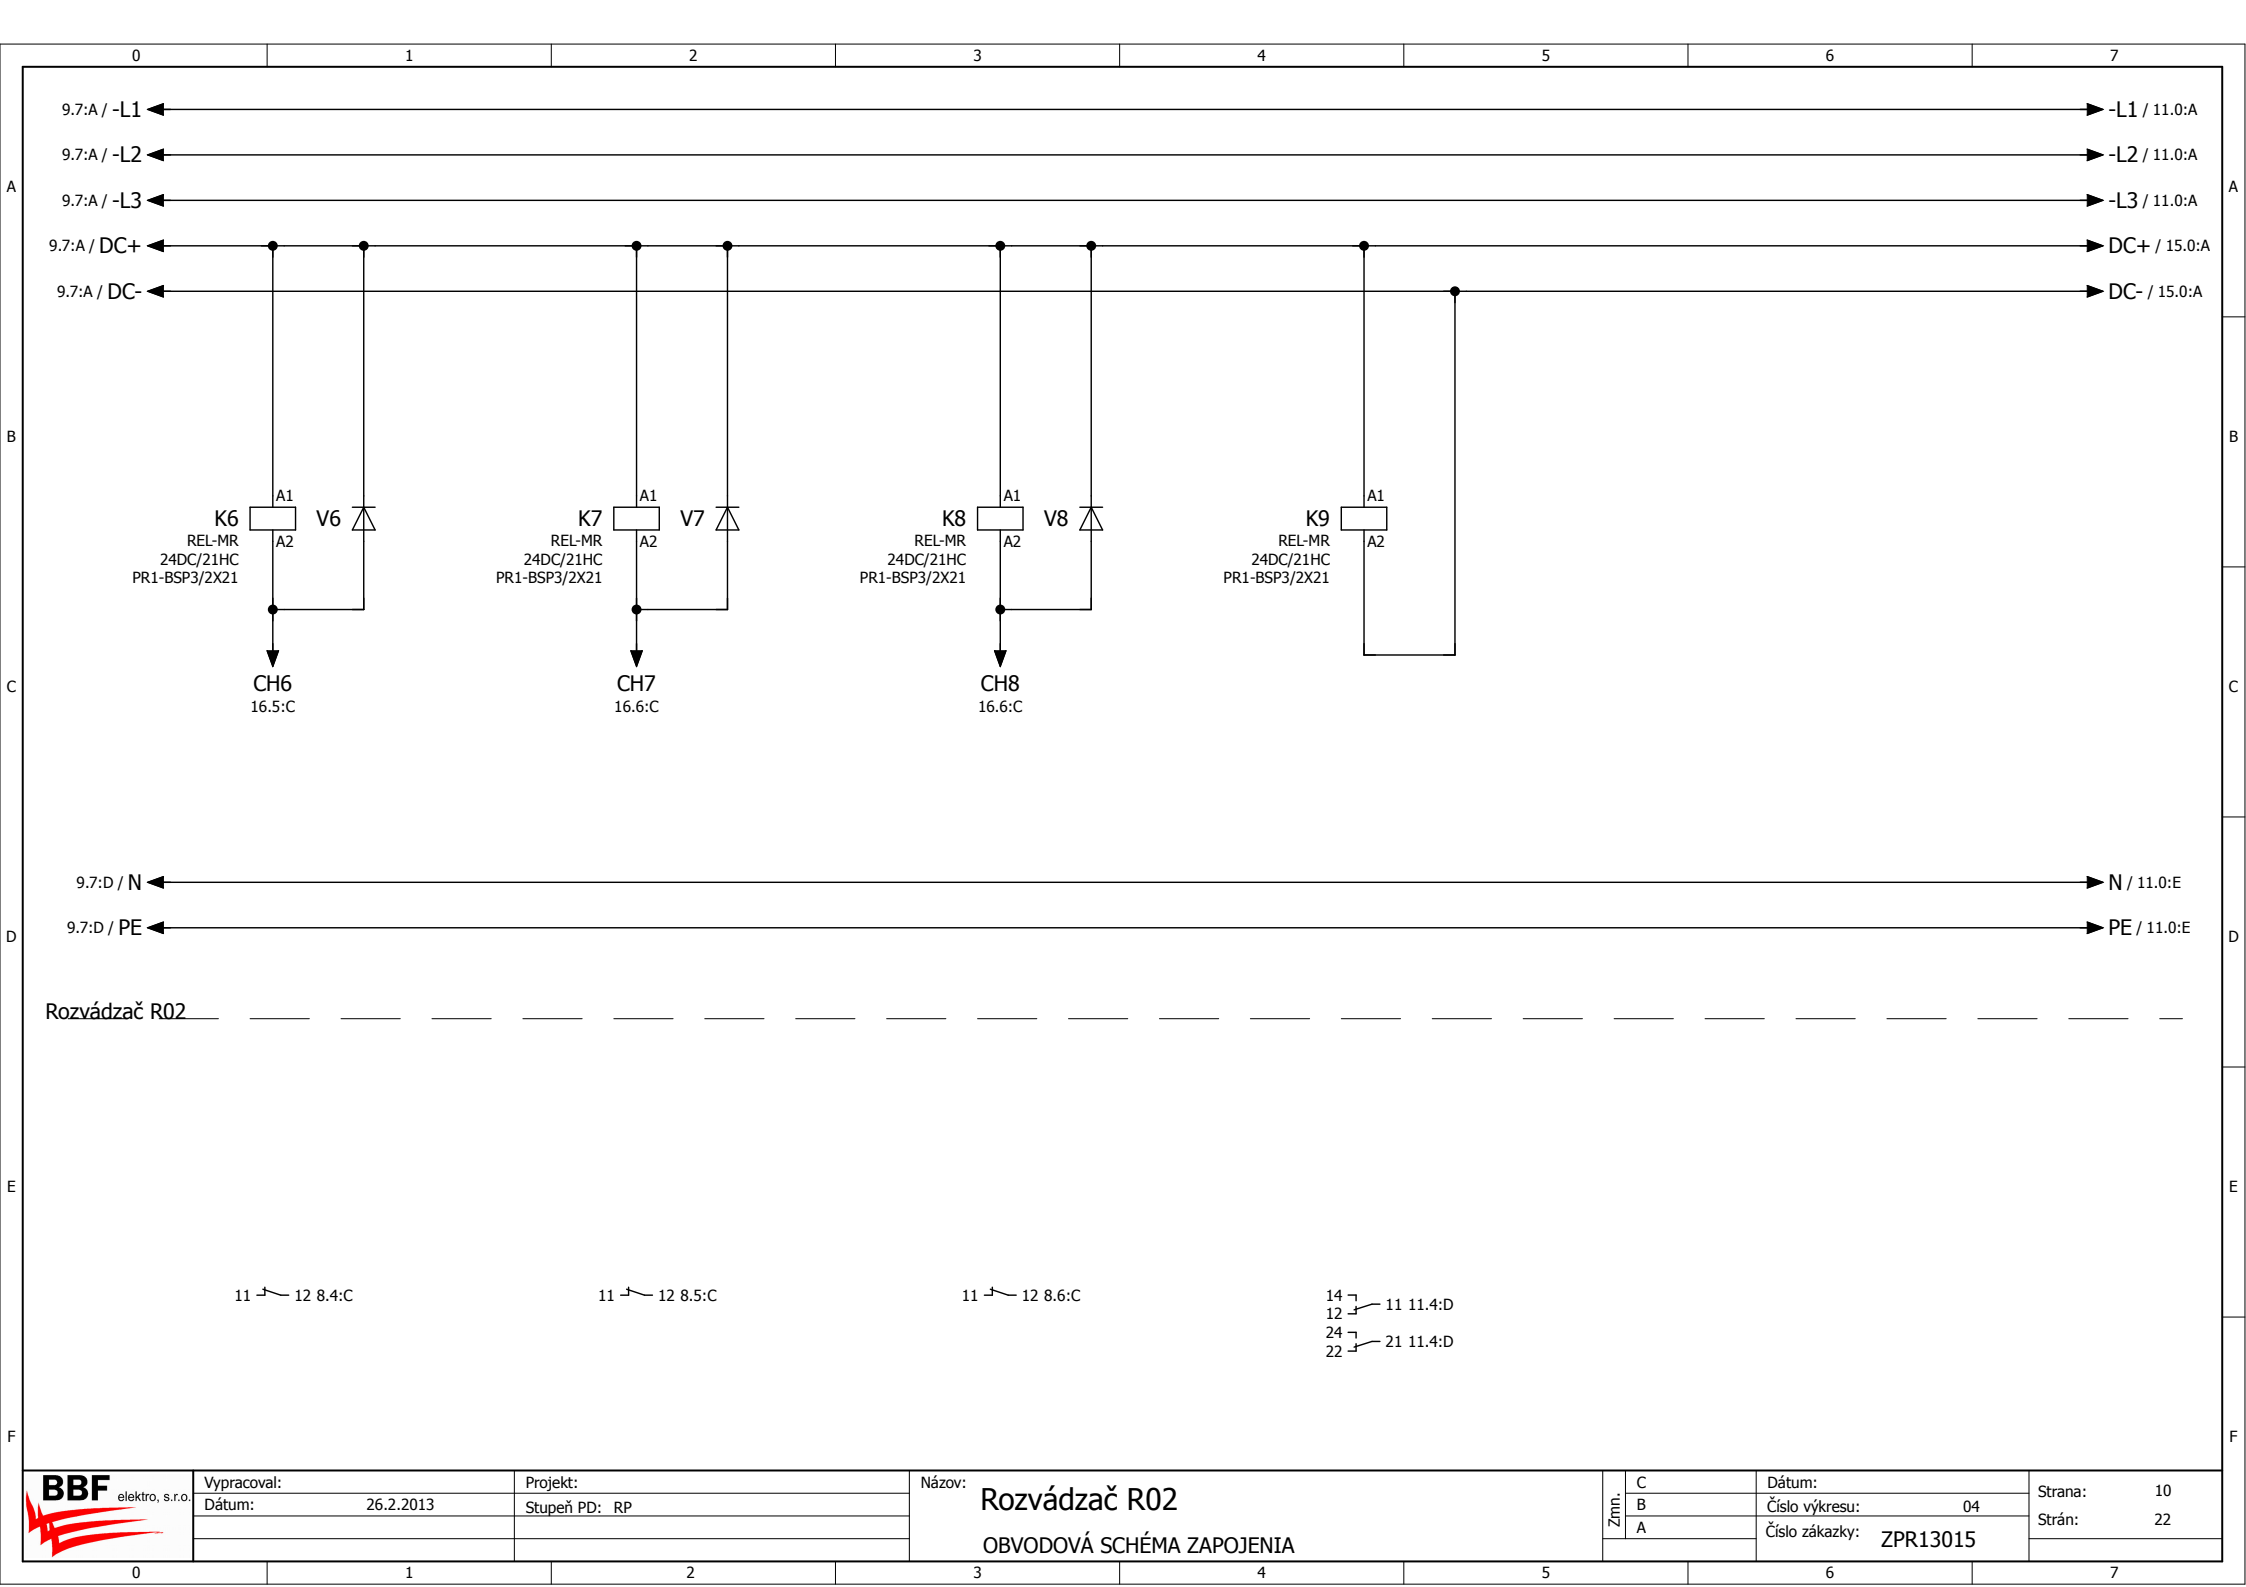 0 1 2 3 4 5 6 7
9.7:A / -L1 -L1 / 11.0:A
9.7:A / -L2 -L2 / 11.0:A
A A
9.7:A / -L3 -L3 / 11.0:A
9.7:A / DC+ DC+ / 15.0:A
9.7:A / DC- DC- / 15.0:A
B B
A1 A1 A1 A1
K6 V6 K7 V7 K8 V8 K9
REL-MR A2 REL-MR A2 REL-MR A2 REL-MR A2
24DC/21HC 24DC/21HC 24DC/21HC 24DC/21HC
PR1-BSP3/2X21 PR1-BSP3/2X21 PR1-BSP3/2X21 PR1-BSP3/2X21
C CH6 CH7 CH8 C
16.5:C 16.6:C 16.6:C
9.7:D / N N / 11.0:E
9.7:D / PE PE / 11.0:E
D D
Rozvádzač R02
E E
11 12 8.4:C 11 12 8.5:C 11 12 8.6:C 14
12 11 11.4:D
24
22 21 11.4:D
F F
BBF elektro, s.r.o.
Vypracoval:
Dátum: 26.2.2013
Projekt:
Stupeň PD: RP
Názov: Rozvádzač R02
OBVODOVÁ SCHÉMA ZAPOJENIA
Zmn.
C
B
A
Dátum:
Číslo výkresu: 04
Číslo zákazky: ZPR13015
Strana: 10
Strán: 22
0 1 2 3 4 5 6 7